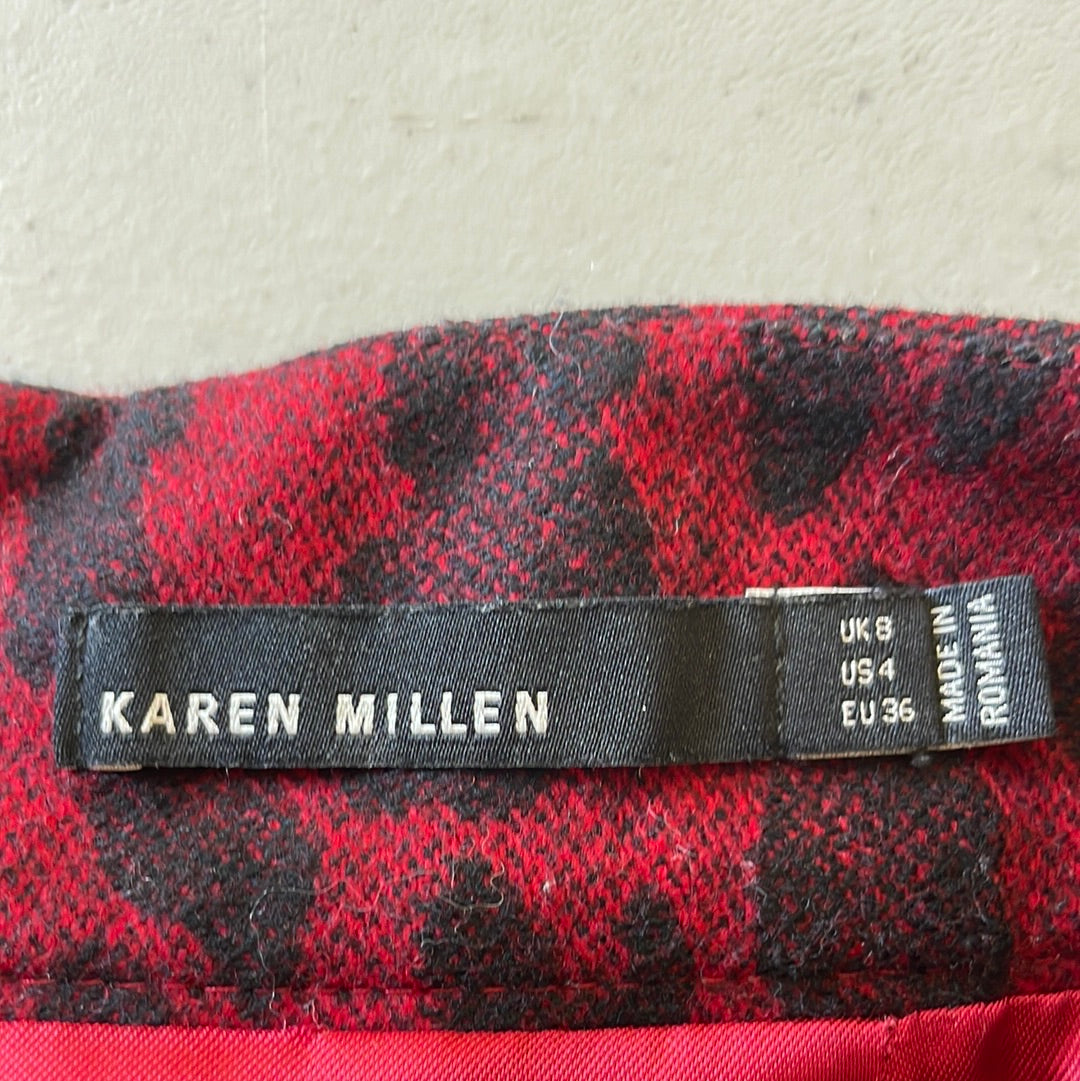 KAREN MILLEN
UK 8
US 4
EU 36
MADE IN
ROMANIA